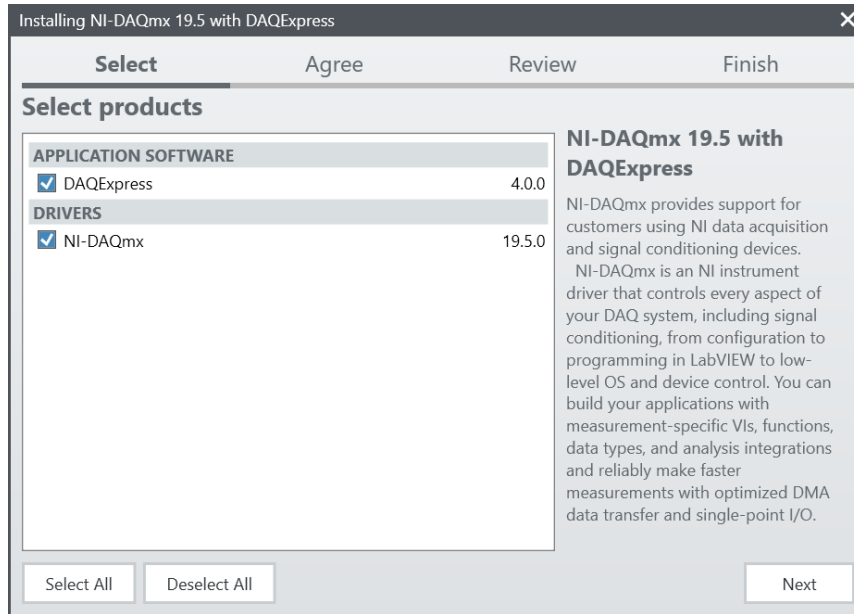 Installing NI-DAQmx 19.5 with DAQExpress
Select Agree Review Finish
Select products
APPLICATION SOFTWARE
DAQExpress 4.0.0
DRIVERS
NI-DAQmx 19.5.0
NI-DAQmx 19.5 with
DAQExpress
NI-DAQmx provides support for
customers using NI data acquisition
and signal conditioning devices.
NI-DAQmx is an NI instrument
driver that controls every aspect of
your DAQ system, including signal
conditioning, from configuration to
programming in LabVIEW to low-
level OS and device control. You can
build your applications with
measurement-specific VIs, functions,
data types, and analysis integrations
and reliably make faster
measurements with optimized DMA
data transfer and single-point I/O.
Select All Deselect All Next